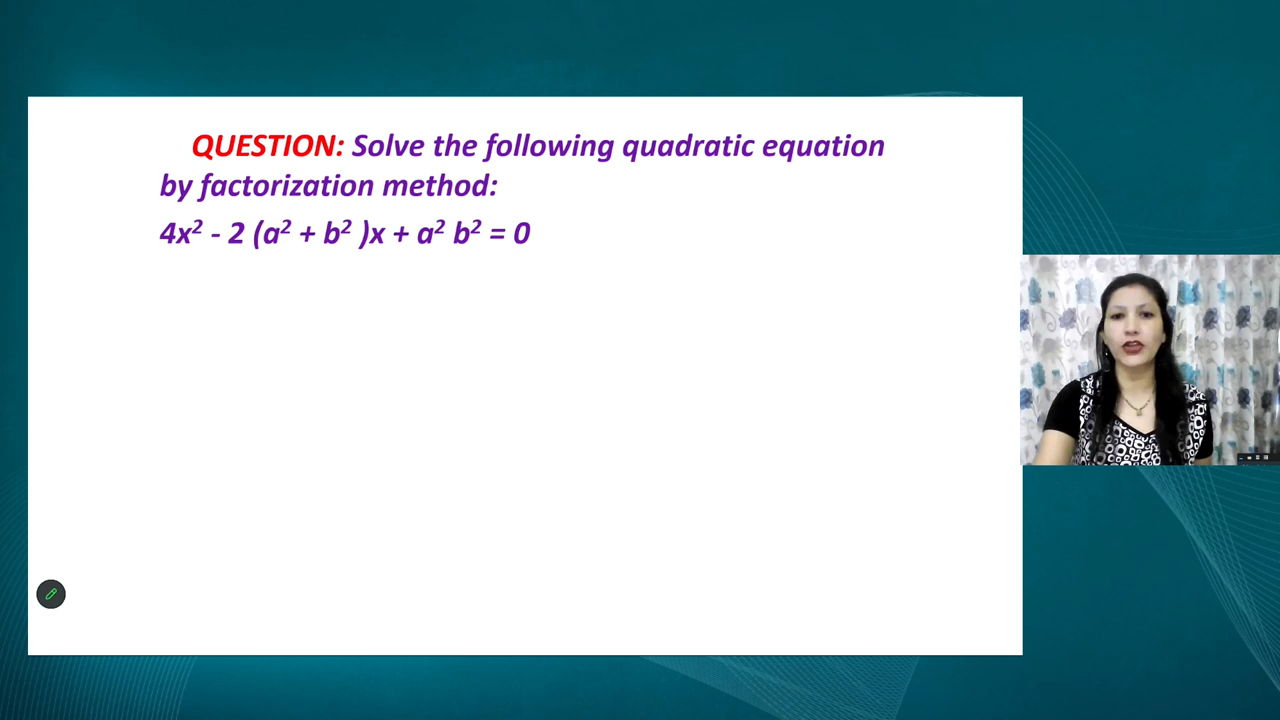 QUESTION: Solve the following quadratic equation
by factorization method:
4x² - 2 (a² + b² )x + a² b² = 0